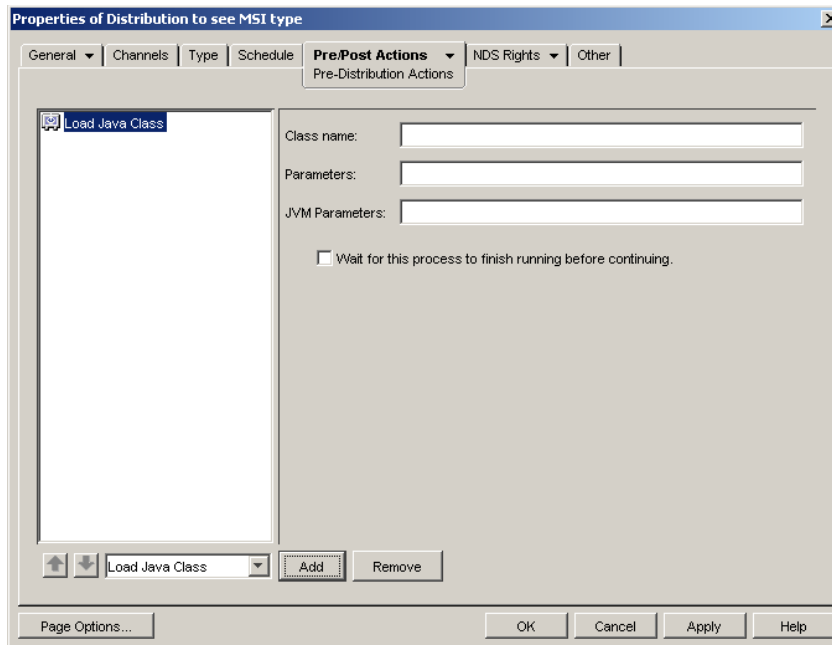 Properties of Distribution to see MSI type
General Channels Type Schedule Pre/Post Actions NDS Rights Other
Pre-Distribution Actions
Load Java Class
Class name:
Parameters:
JVM Parameters:
Wait for this process to finish running before continuing.
Load Java Class Add Remove
Page Options... OK Cancel Apply Help